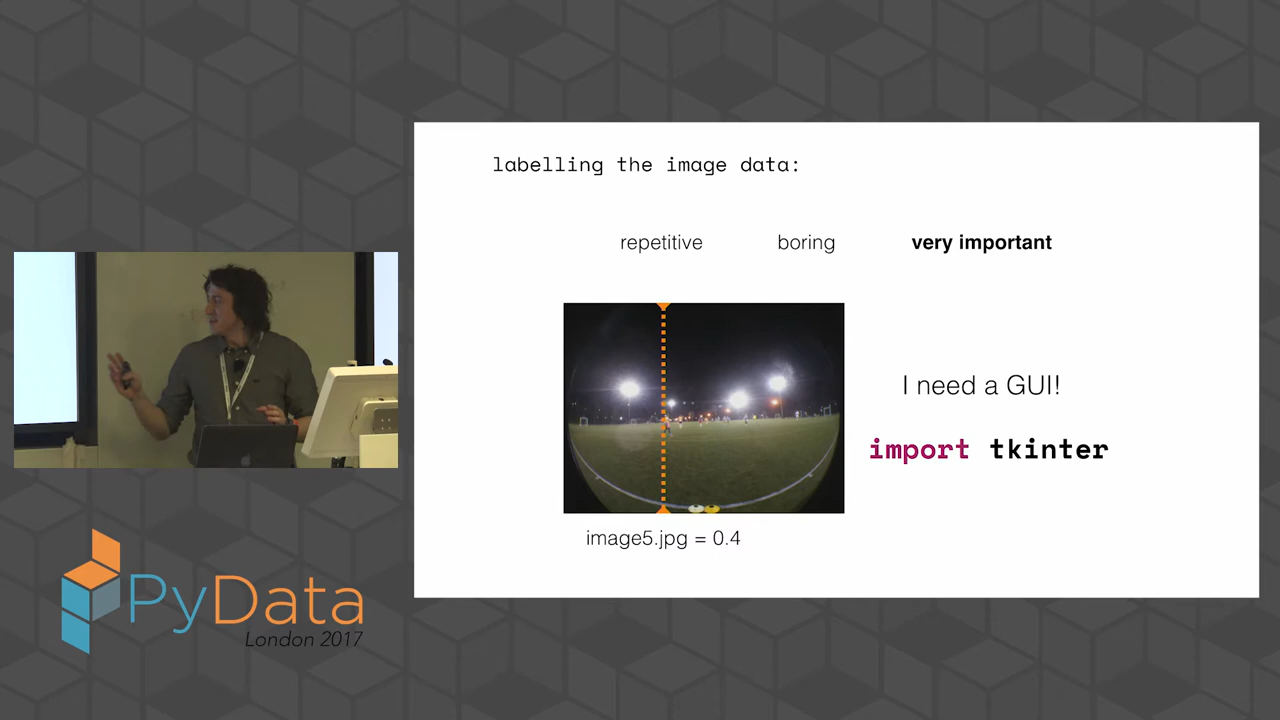 labelling the image data:
repetitive boring very important
I need a GUI!
import tkinter
image5.jpg = 0.4
PyData
London 2017